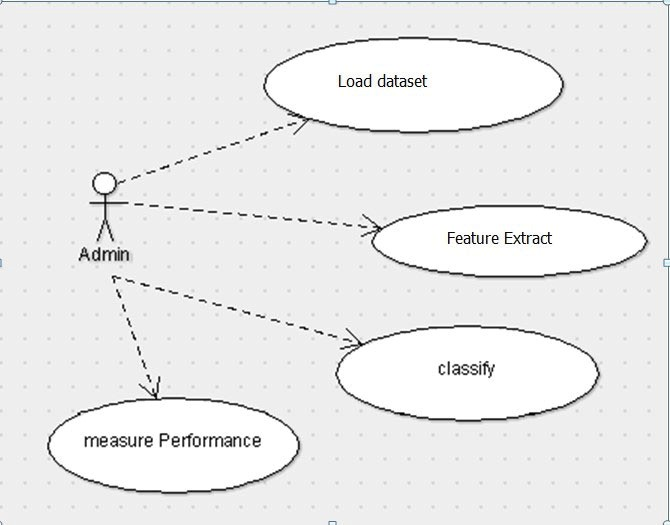 Load dataset
Feature Extract
Admin
classify
measure Performance